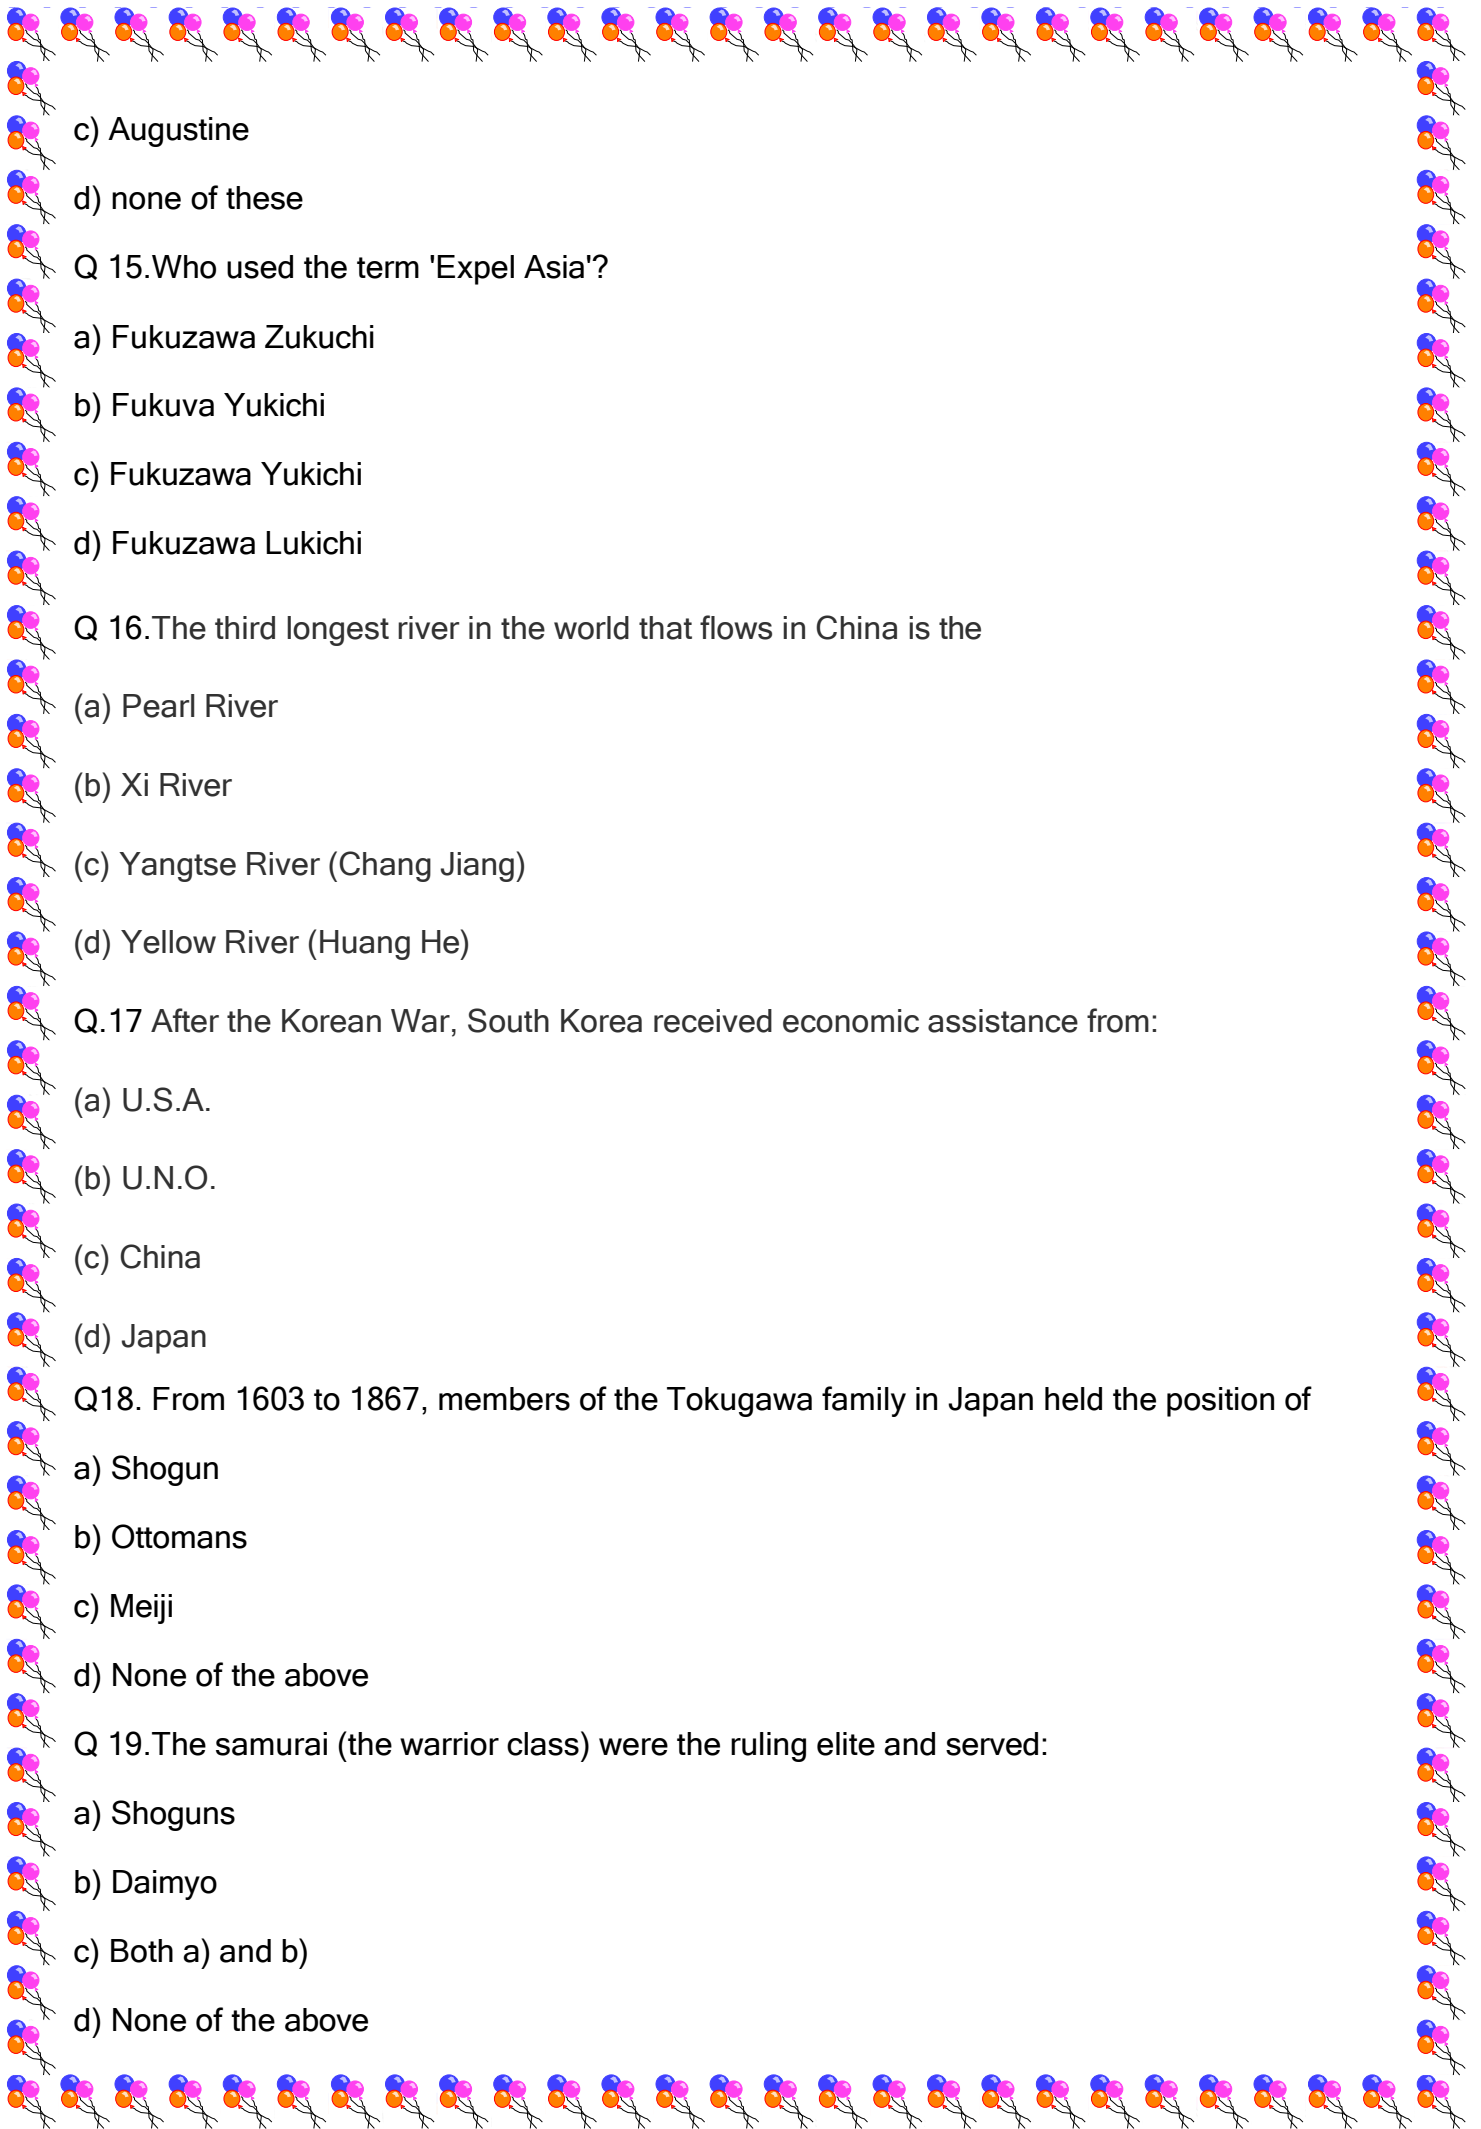 c) Augustine
d) none of these
Q 15.Who used the term 'Expel Asia'?
a) Fukuzawa Zukuchi
b) Fukuva Yukichi
c) Fukuzawa Yukichi
d) Fukuzawa Lukichi
Q 16.The third longest river in the world that flows in China is the
(a) Pearl River
(b) Xi River
(c) Yangtse River (Chang Jiang)
(d) Yellow River (Huang He)
Q.17 After the Korean War, South Korea received economic assistance from:
(a) U.S.A.
(b) U.N.O.
(c) China
(d) Japan
Q18. From 1603 to 1867, members of the Tokugawa family in Japan held the position of
a) Shogun
b) Ottomans
c) Meiji
d) None of the above
Q 19.The samurai (the warrior class) were the ruling elite and served:
a) Shoguns
b) Daimyo
c) Both a) and b)
d) None of the above